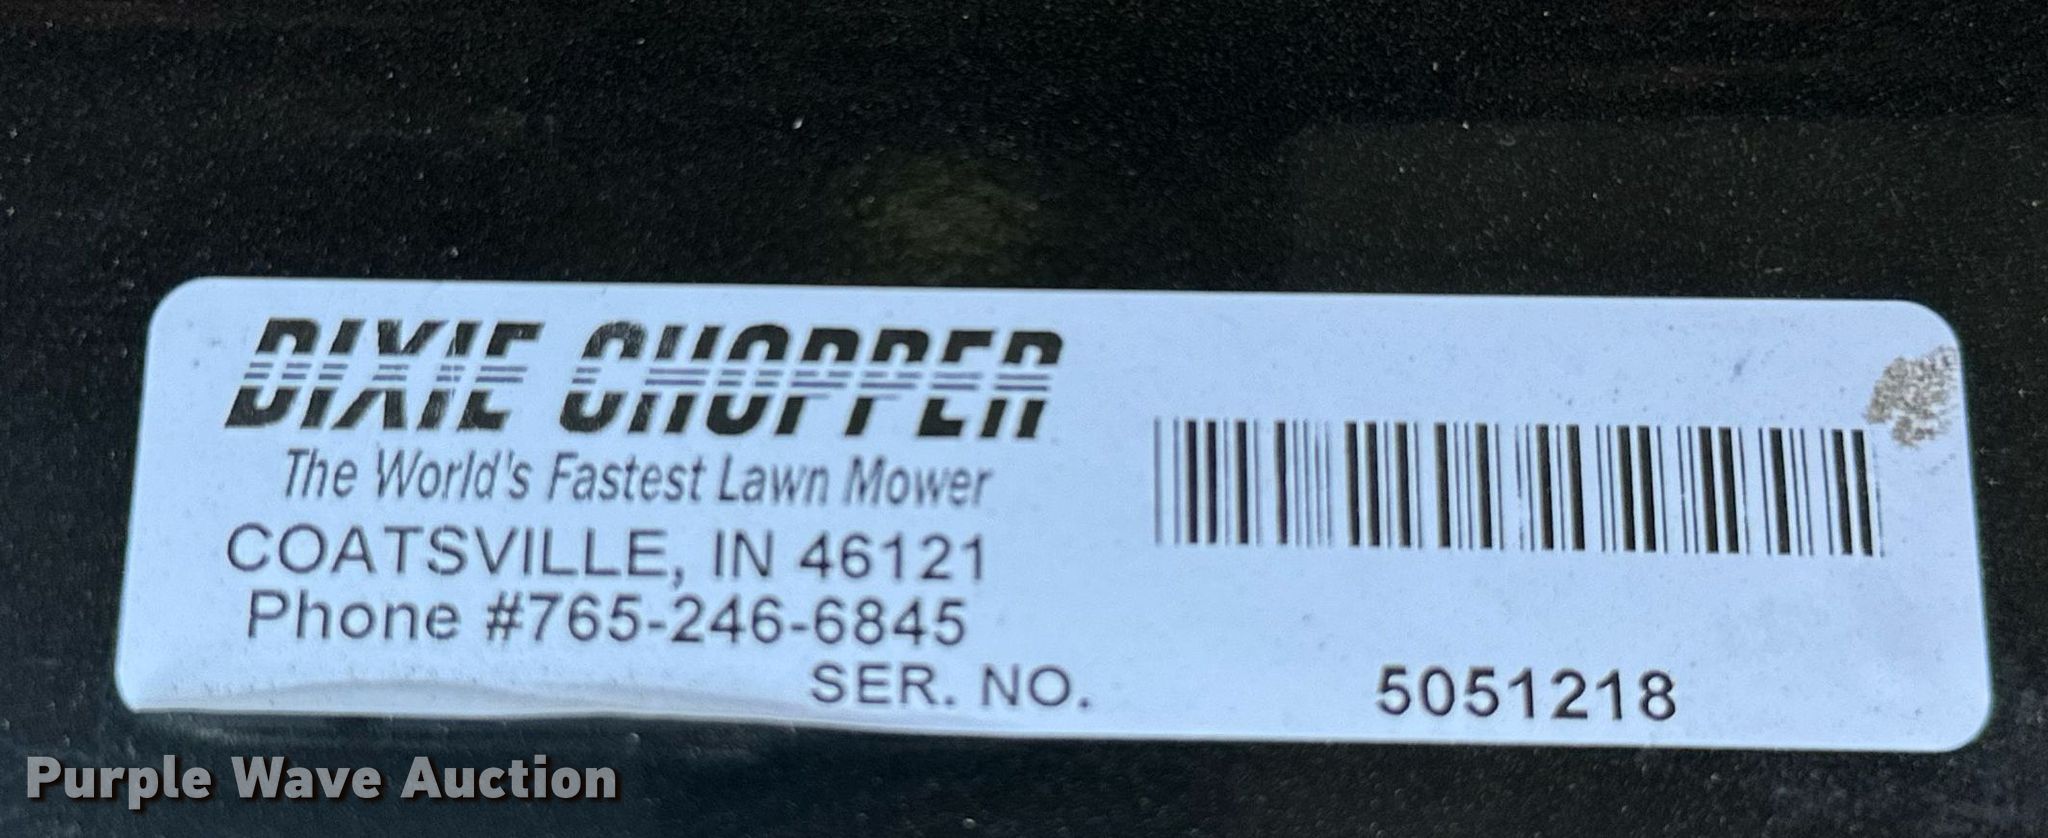 DIXIE CHOPPER
The World's Fastest Lawn Mower
COATSVILLE, IN 46121
Phone #765-246-6845
SER. NO. 5051218
Purple Wave Auction